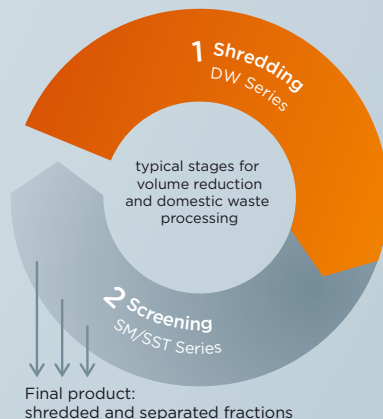 1 Shredding
DW Series
typical stages for
volume reduction
and domestic waste
processing
2 Screening
SM/SST Series
Final product:
shredded and separated fractions